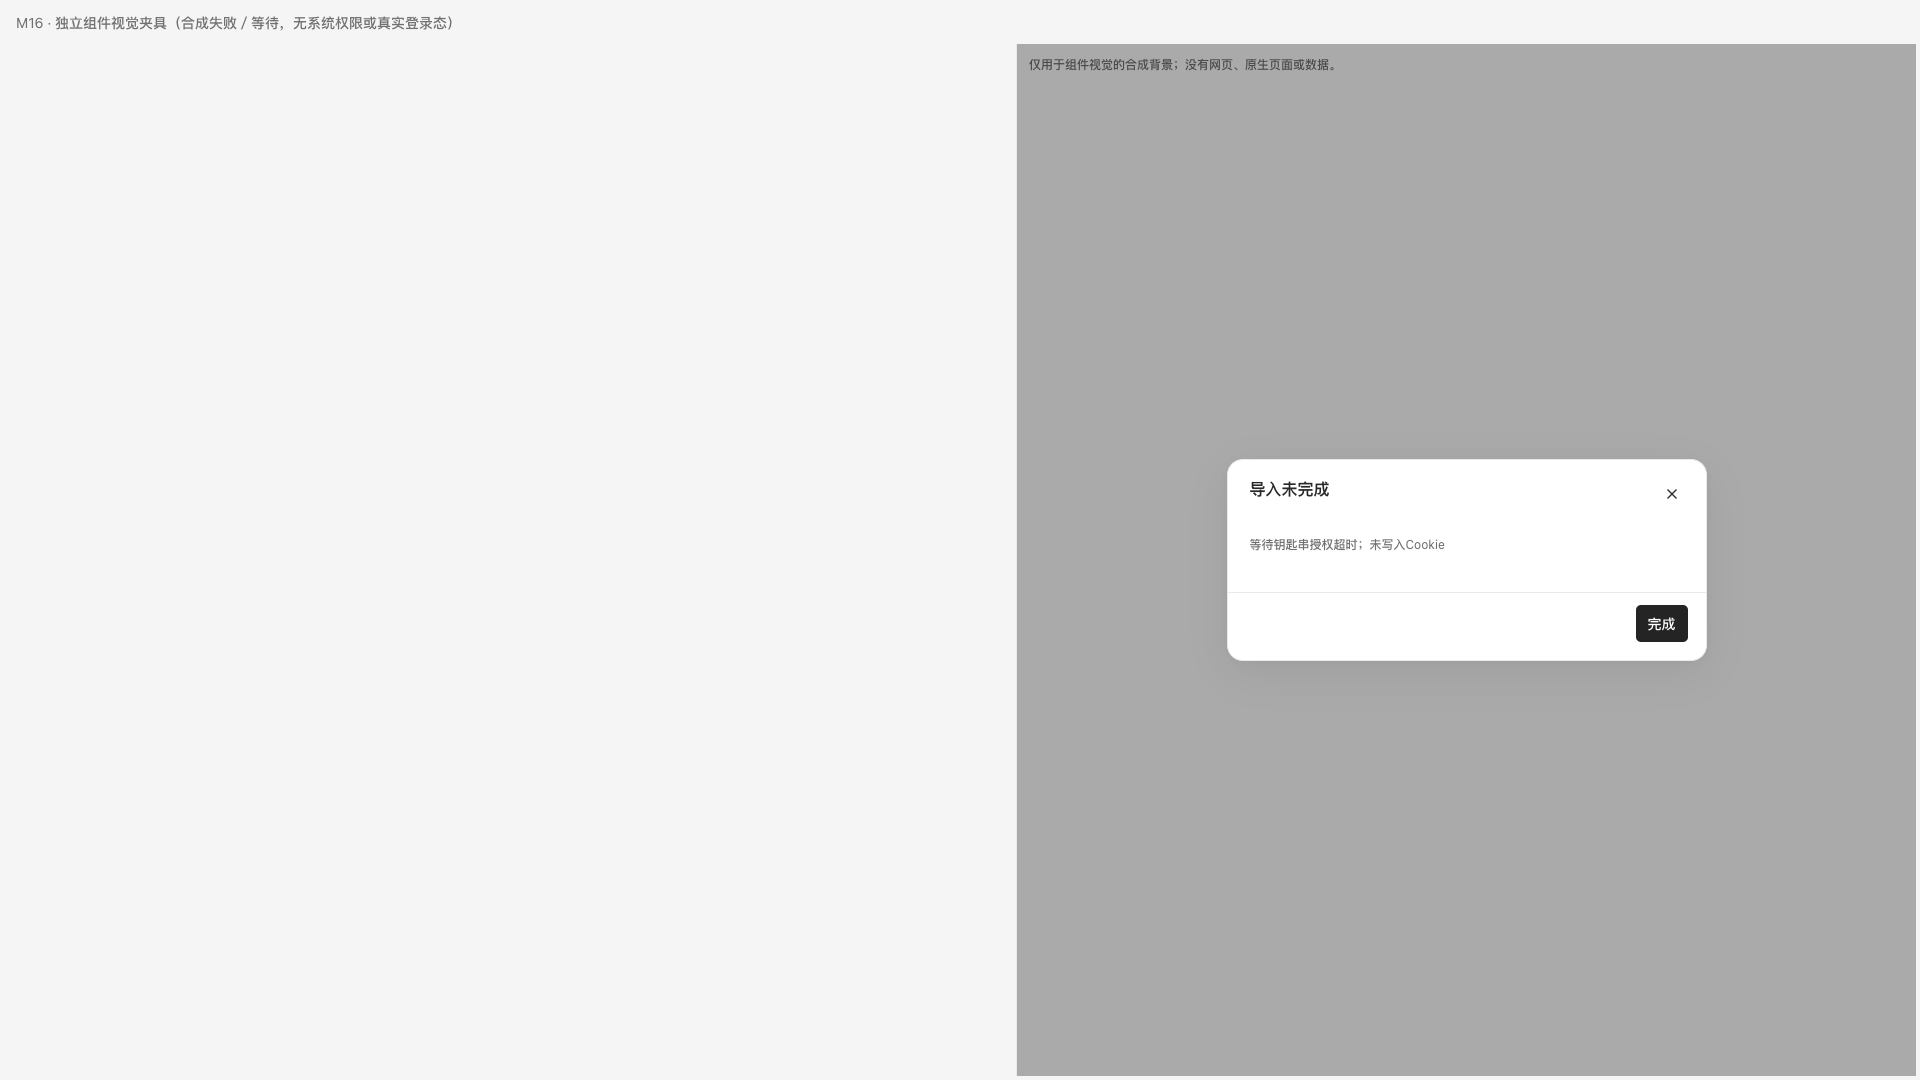 M16 · 独立组件视觉夹具（合成失败 / 等待，无系统权限或真实登录态）
仅用于组件视觉的合成背景；没有网页、原生页面或数据。
导入未完成
等待钥匙串授权超时；未写入Cookie
完成